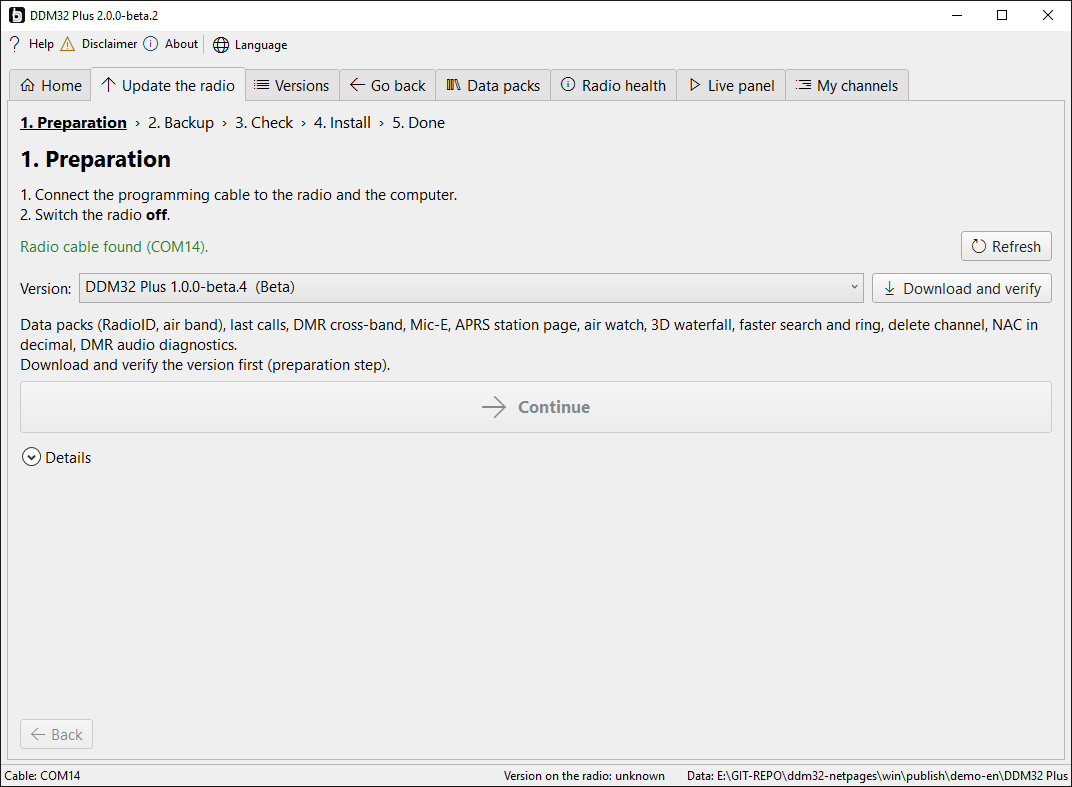 DDM32 Plus 2.0.0-beta.2
? Help Disclaimer About Language
Home Update the radio Versions Go back Data packs Radio health Live panel My channels
1. Preparation › 2. Backup › 3. Check › 4. Install › 5. Done
1. Preparation
1. Connect the programming cable to the radio and the computer.
2. Switch the radio off.
Radio cable found (COM14).
Refresh
Version: DDM32 Plus 1.0.0-beta.4 (Beta) Download and verify
Data packs (RadioID, air band), last calls, DMR cross-band, Mic-E, APRS station page, air watch, 3D waterfall, faster search and ring, delete channel, NAC in
decimal, DMR audio diagnostics.
Download and verify the version first (preparation step).
Continue
Details
Back
Cable: COM14 Version on the radio: unknown Data: E:\GIT-REPO\ddm32-netpages\win\publish\demo-en\DDM32 Plus